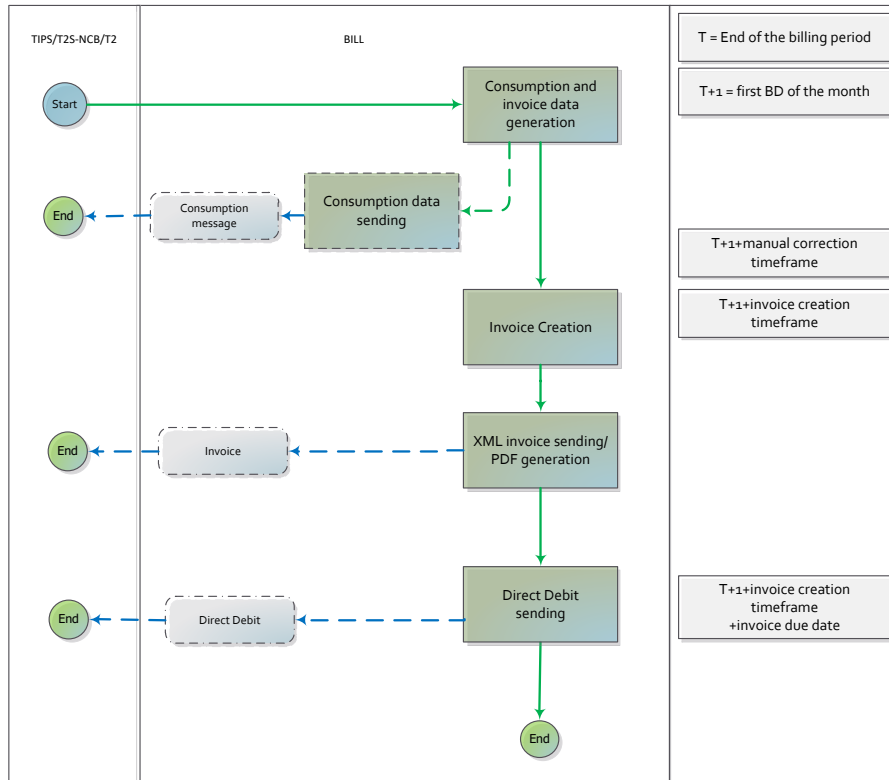 TIPS/T2S-NCB/T2
BILL
T = End of the billing period
Start
Consumption and
invoice data
generation
T+1 = first BD of the month
End
Consumption
message
Consumption data
sending
T+1+manual correction
timeframe
Invoice Creation
T+1+invoice creation
timeframe
End
Invoice
XML invoice sending/
PDF generation
End
Direct Debit
Direct Debit
sending
T+1+invoice creation
timeframe
+invoice due date
End